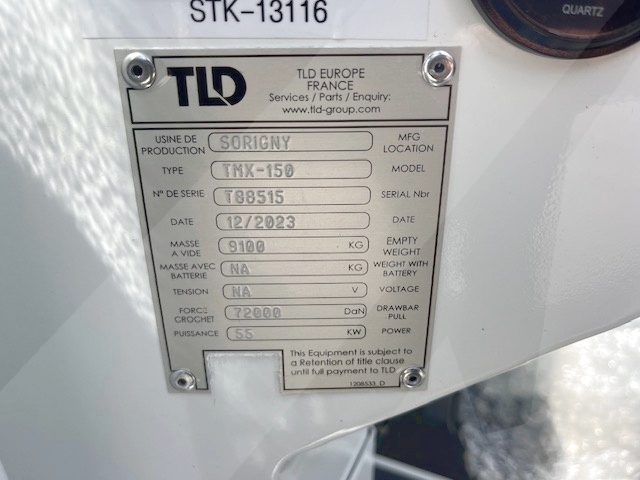 STK-13116
QUARTZ
TLD
TLD EUROPE
FRANCE
Services / Parts / Enquiry:
www.tld-group.com
USINE DE PRODUCTION SORIGNY MFG LOCATION
TYPE TMX-150 MODEL
N° DE SERIE T88515 SERIAL Nbr
DATE 12/2023 DATE
MASSE A VIDE 9100 KG EMPTY WEIGHT
MASSE AVEC BATTERIE NA KG WEIGHT WITH BATTERY
TENSION NA V VOLTAGE
FORCE CROCHET 72000 DaN DRAWBAR PULL
PUISSANCE 55 KW POWER
This Equipment is subject to
a Retention of title clause
until full payment to TLD
1208533_D